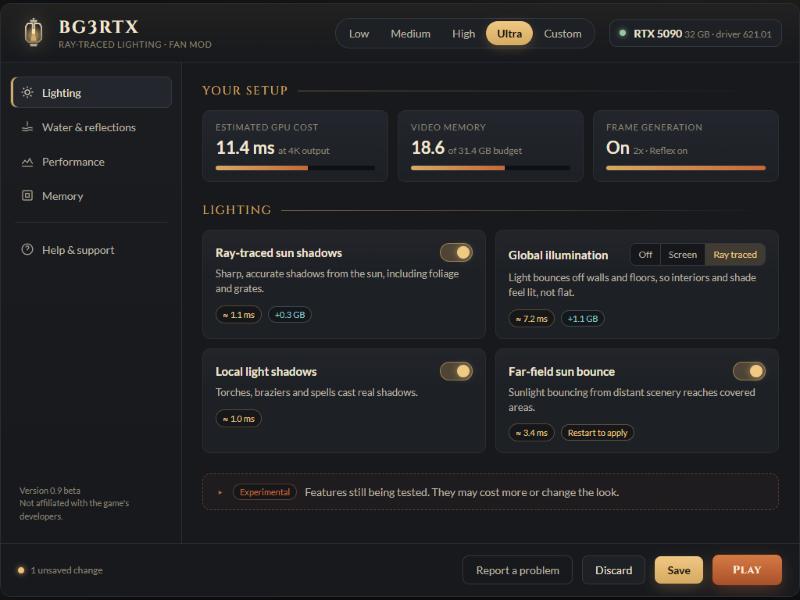 BG3RTX
RAY-TRACED LIGHTING · FAN MOD
Low Medium High Ultra Custom
RTX 5090 32 GB · driver 621.01
Lighting
Water & reflections
Performance
Memory
Help & support
Version 0.9 beta
Not affiliated with the game's
developers.
YOUR SETUP
ESTIMATED GPU COST
11.4 ms at 4K output
VIDEO MEMORY
18.6 of 31.4 GB budget
FRAME GENERATION
On 2x · Reflex on
LIGHTING
Ray-traced sun shadows
Sharp, accurate shadows from the sun, including foliage
and grates.
≈ 1.1 ms +0.3 GB
Global illumination Off Screen Ray traced
Light bounces off walls and floors, so interiors and shade
feel lit, not flat.
≈ 7.2 ms +1.1 GB
Local light shadows
Torches, braziers and spells cast real shadows.
≈ 1.0 ms
Far-field sun bounce
Sunlight bouncing from distant scenery reaches covered
areas.
≈ 3.4 ms Restart to apply
Experimental Features still being tested. They may cost more or change the look.
1 unsaved change
Report a problem Discard Save PLAY